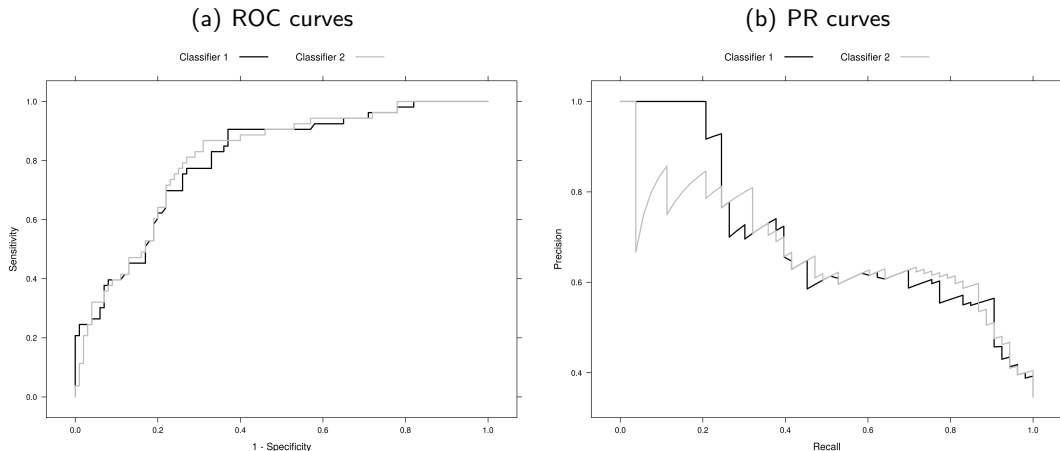 (a) ROC curves
Classifier 1 Classifier 2
1.0
0.8
0.6
0.4
0.2
0.0
Sensitivity
0.0 0.2 0.4 0.6 0.8 1.0
1 - Specificity
(b) PR curves
Classifier 1 Classifier 2
1.0
0.8
0.6
0.4
Precision
0.0 0.2 0.4 0.6 0.8 1.0
Recall